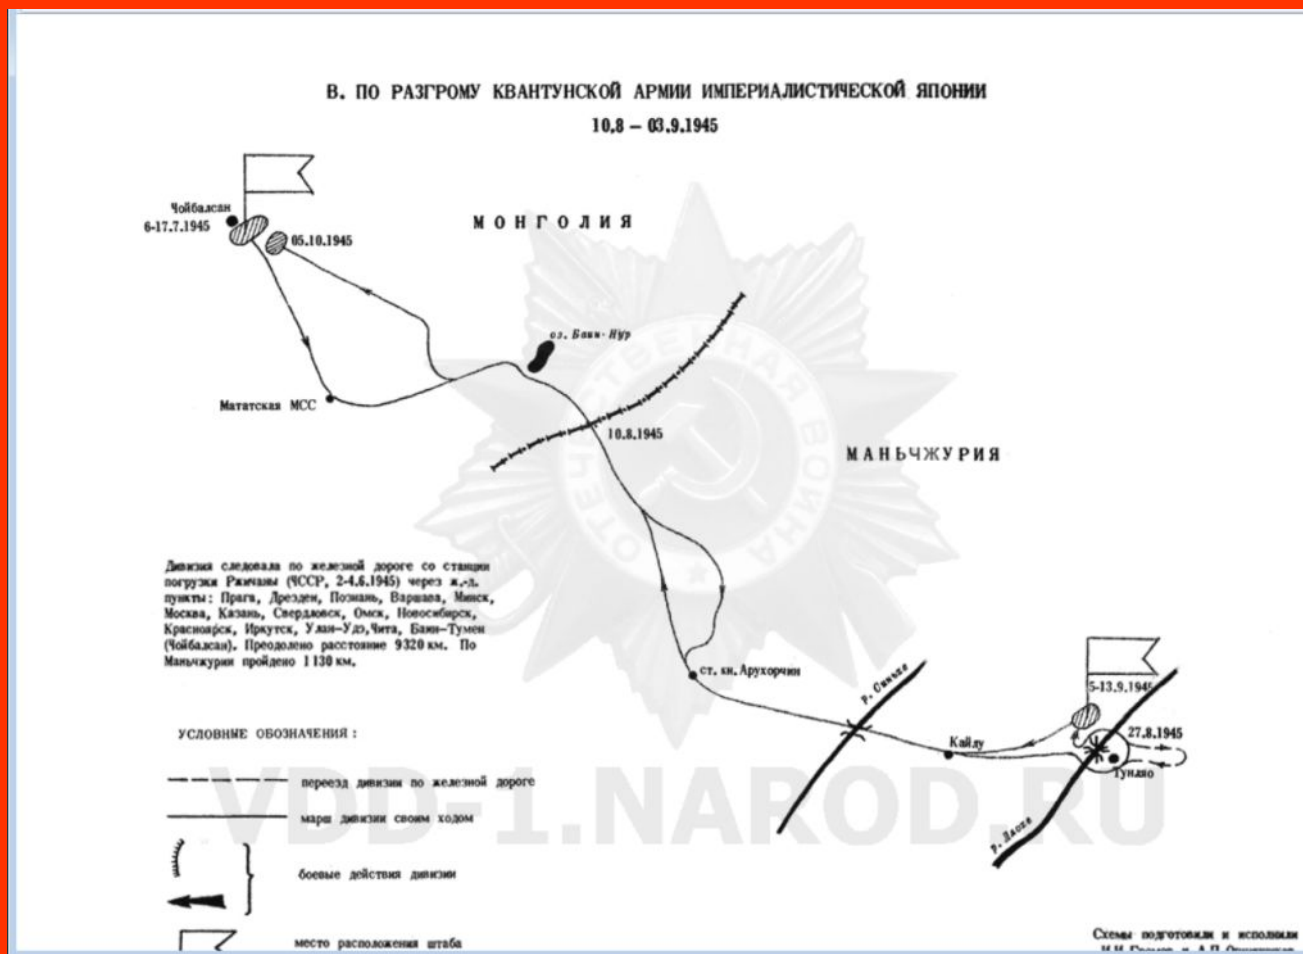 В. ПО РАЗГРОМУ КВАНТУНСКОЙ АРМИИ ИМПЕРИАЛИСТИЧЕСКОЙ ЯПОНИИ
10.8 – 03.9.1945
Чойбалсан
6-17.7.1945
05.10.1945
МОНГОЛИЯ
оз. Баин-Нур
Мататская МСС
10.8.1945
МАНЬЧЖУРИЯ
ОТЕЧЕСТВЕННАЯ ВОЙНА
Дивизия следовала по железной дороге со станции
погрузки Ржичаны (ЧССР, 2-4.6.1945) через ж.-д.
пункты: Прага, Дрезден, Познань, Варшава, Минск,
Москва, Казань, Свердловск, Омск, Новосибирск,
Красноярск, Иркутск, Улан-Удэ, Чита, Баин-Тумен
(Чойбалсан). Преодолено расстояние 9320 км. По
Маньчжурии пройдено 1130 км.
ст. кн. Арухорчин
р. Синьхе
5-13.9.1945
27.8.1945
Кайлу
Тунляо
р. Ляохе
УСЛОВНЫЕ ОБОЗНАЧЕНИЯ:
переезд дивизии по железной дороге
марш дивизии своим ходом
боевые действия дивизии
место расположения штаба
VDD-1.NAROD.RU
Схемы подготовили и исполнили